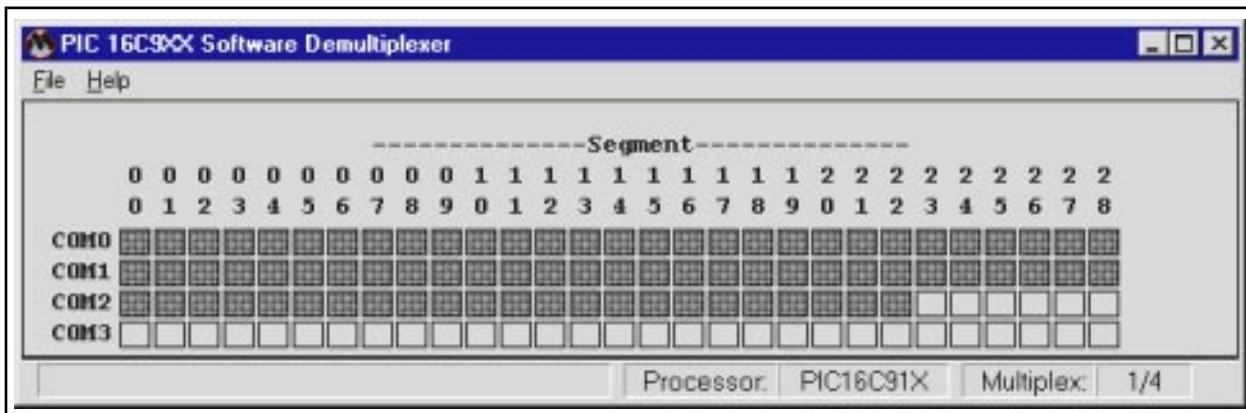 PIC 16C9XX Software Demultiplexer
File Help
--------------Segment--------------
0 0 0 0 0 0 0 0 0 0 1 1 1 1 1 1 1 1 1 1 2 2 2 2 2 2 2 2 2
0 1 2 3 4 5 6 7 8 9 0 1 2 3 4 5 6 7 8 9 0 1 2 3 4 5 6 7 8
COM0
COM1
COM2
COM3
Processor: PIC16C91X Multiplex: 1/4